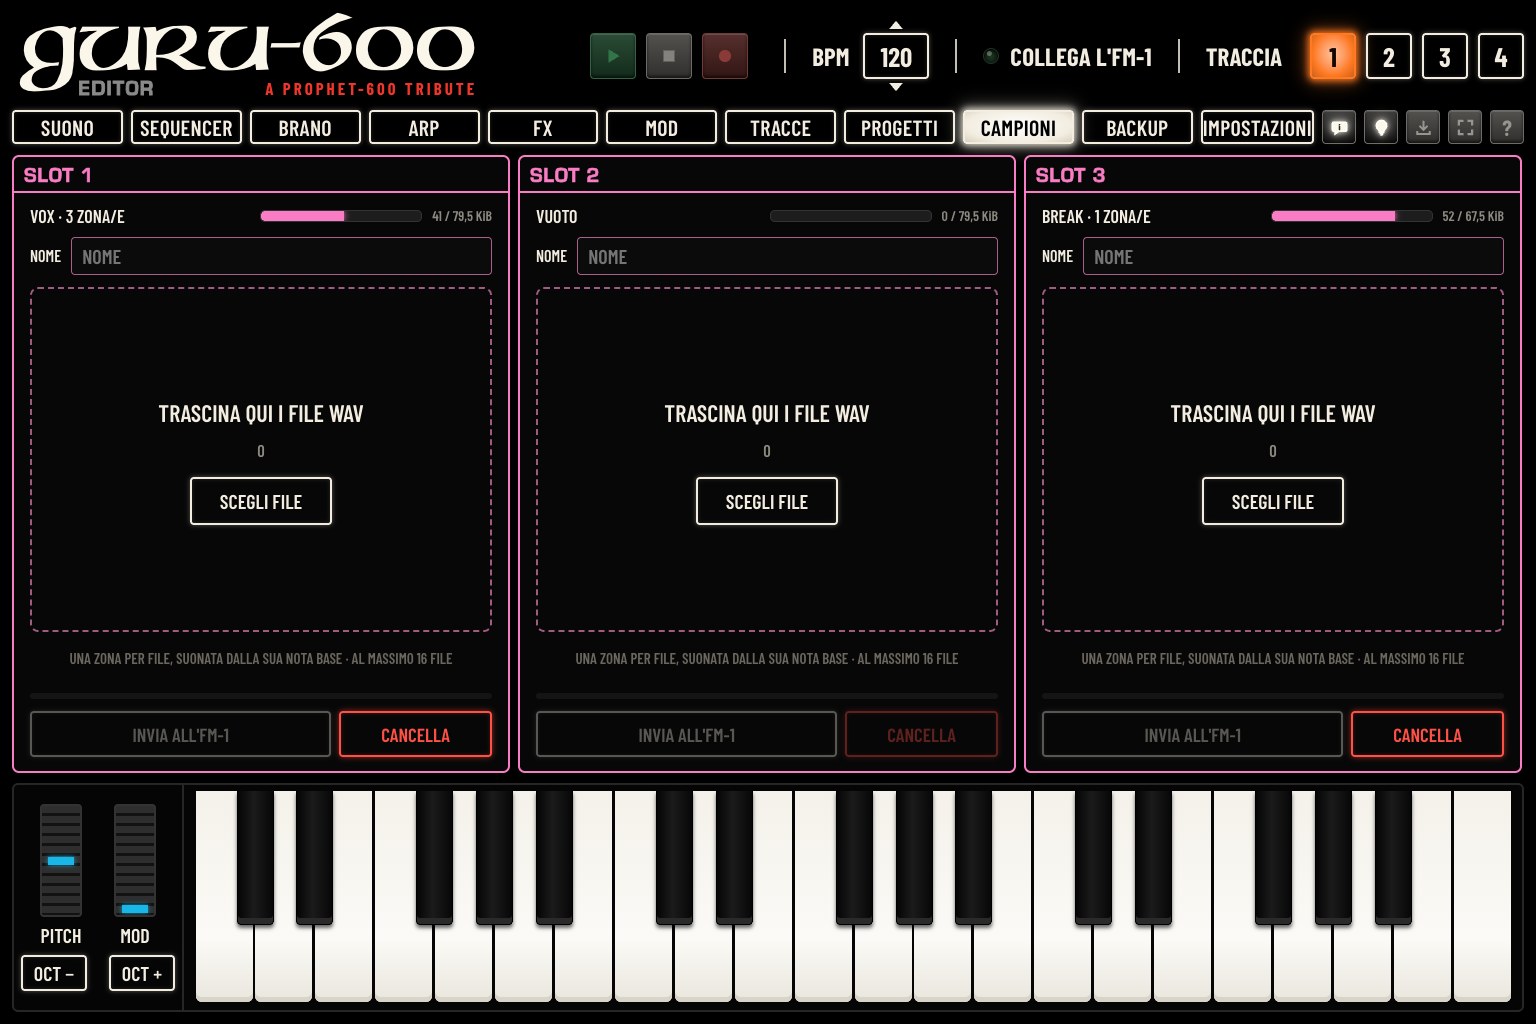 guru-600
EDITOR
A PROPHET-600 TRIBUTE
BPM 120
COLLEGA L'FM-1
TRACCIA 1 2 3 4
SUONO SEQUENCER BRANO ARP FX MOD TRACCE PROGETTI CAMPIONI BACKUP IMPOSTAZIONI ?
SLOT 1
VOX · 3 ZONA/E 41 / 79,5 KIB
NOME NOME
TRASCINA QUI I FILE WAV
0
SCEGLI FILE
UNA ZONA PER FILE, SUONATA DALLA SUA NOTA BASE · AL MASSIMO 16 FILE
INVIA ALL'FM-1 CANCELLA
SLOT 2
VUOTO 0 / 79,5 KIB
NOME NOME
TRASCINA QUI I FILE WAV
0
SCEGLI FILE
UNA ZONA PER FILE, SUONATA DALLA SUA NOTA BASE · AL MASSIMO 16 FILE
INVIA ALL'FM-1 CANCELLA
SLOT 3
BREAK · 1 ZONA/E 52 / 67,5 KIB
NOME NOME
TRASCINA QUI I FILE WAV
0
SCEGLI FILE
UNA ZONA PER FILE, SUONATA DALLA SUA NOTA BASE · AL MASSIMO 16 FILE
INVIA ALL'FM-1 CANCELLA
PITCH MOD
OCT – OCT +